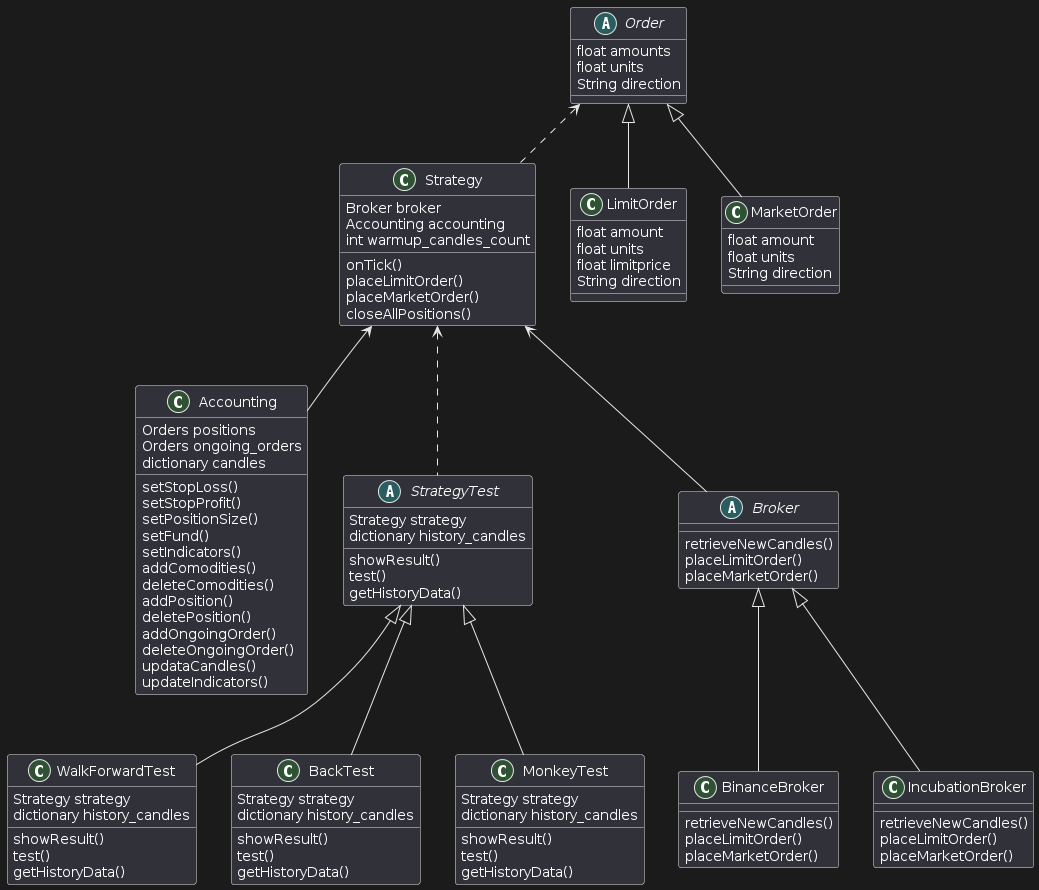 A Order
float amounts
float units
String direction
C Strategy
Broker broker
Accounting accounting
int warmup_candles_count
onTick()
placeLimitOrder()
placeMarketOrder()
closeAllPositions()
C LimitOrder
float amount
float units
float limitprice
String direction
C MarketOrder
float amount
float units
String direction
C Accounting
Orders positions
Orders ongoing_orders
dictionary candles
setStopLoss()
setStopProfit()
setPositionSize()
setFund()
setIndicators()
addComodities()
deleteComodities()
addPosition()
deletePosition()
addOngoingOrder()
deleteOngoingOrder()
updataCandles()
updateIndicators()
A StrategyTest
Strategy strategy
dictionary history_candles
showResult()
test()
getHistoryData()
A Broker
retrieveNewCandles()
placeLimitOrder()
placeMarketOrder()
C WalkForwardTest
Strategy strategy
dictionary history_candles
showResult()
test()
getHistoryData()
C BackTest
Strategy strategy
dictionary history_candles
showResult()
test()
getHistoryData()
C MonkeyTest
Strategy strategy
dictionary history_candles
showResult()
test()
getHistoryData()
C BinanceBroker
retrieveNewCandles()
placeLimitOrder()
placeMarketOrder()
C IncubationBroker
retrieveNewCandles()
placeLimitOrder()
placeMarketOrder()